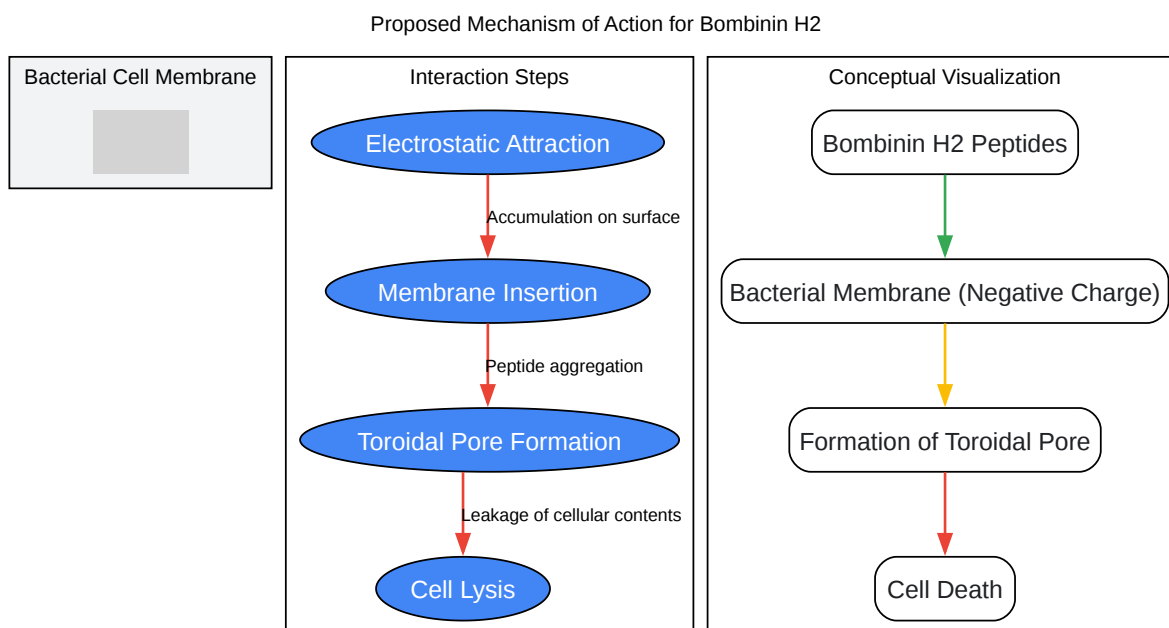 Proposed Mechanism of Action for Bombinin H2
Bacterial Cell Membrane
Interaction Steps
Electrostatic Attraction
Accumulation on surface
Membrane Insertion
Peptide aggregation
Toroidal Pore Formation
Leakage of cellular contents
Cell Lysis
Conceptual Visualization
Bombinin H2 Peptides
Bacterial Membrane (Negative Charge)
Formation of Toroidal Pore
Cell Death